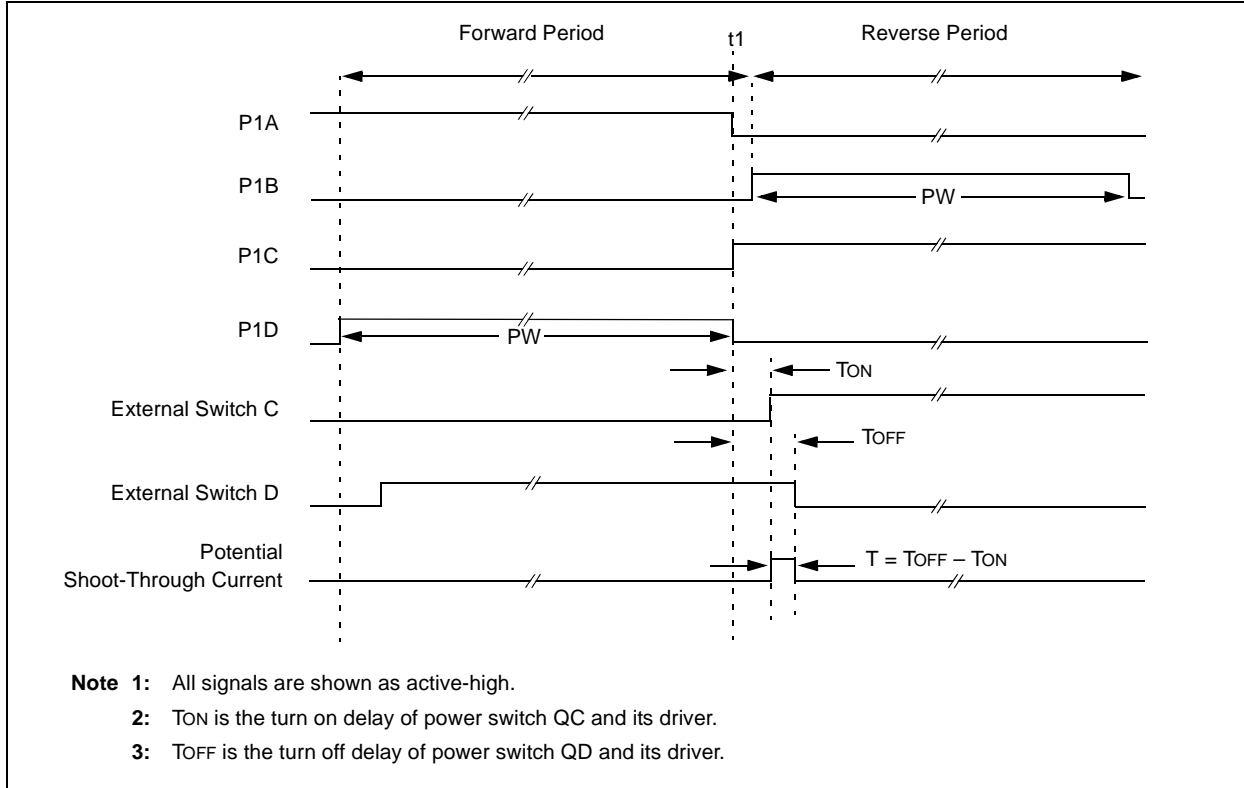 Forward Period
t1
Reverse Period
P1A
P1B
PW
P1C
P1D
PW
TON
External Switch C
TOFF
External Switch D
Potential
Shoot-Through Current
T = TOFF – TON
Note 1: All signals are shown as active-high.
2: TON is the turn on delay of power switch QC and its driver.
3: TOFF is the turn off delay of power switch QD and its driver.